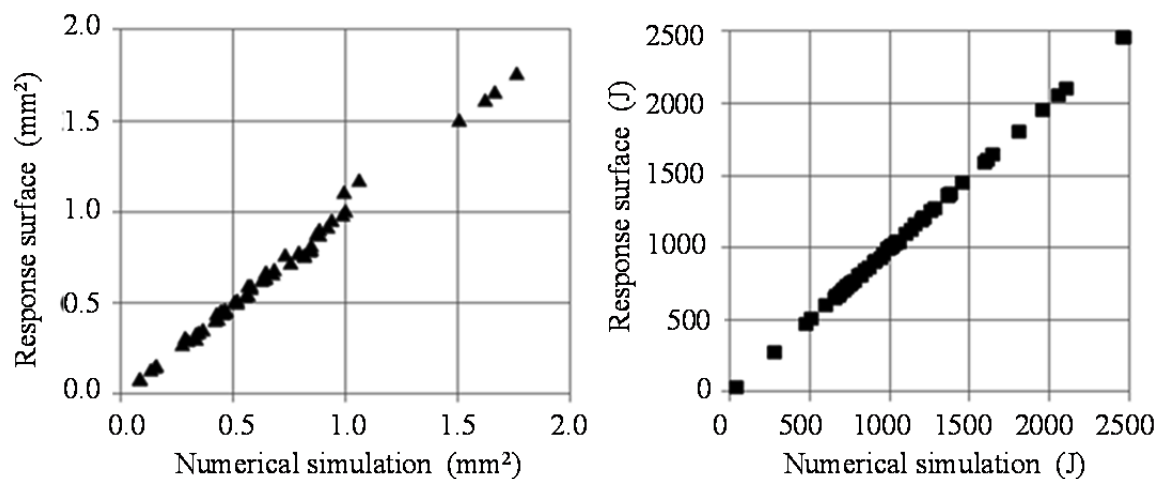 Response surface (mm²)
2.0
1.5
1.0
0.5
0.0
0.0 0.5 1.0 1.5 2.0
Numerical simulation (mm²)
Response surface (J)
2500
2000
1500
1000
500
0
0 500 1000 1500 2000 2500
Numerical simulation (J)